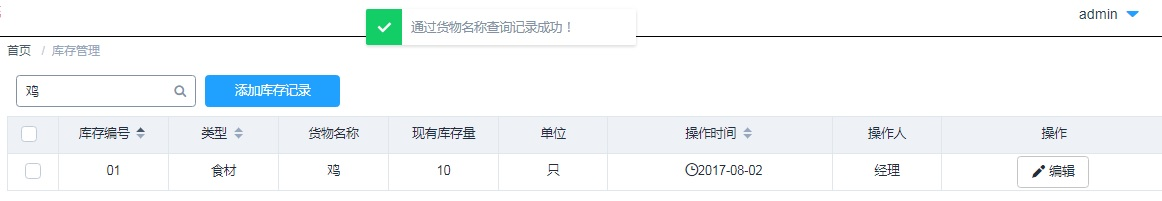 通过货物名称查询记录成功！
admin
首页 / 库存管理
鸡 添加库存记录
库存编号 类型 货物名称 现有库存量 单位 操作时间 操作人 操作
01 食材 鸡 10 只 2017-08-02 经理 编辑